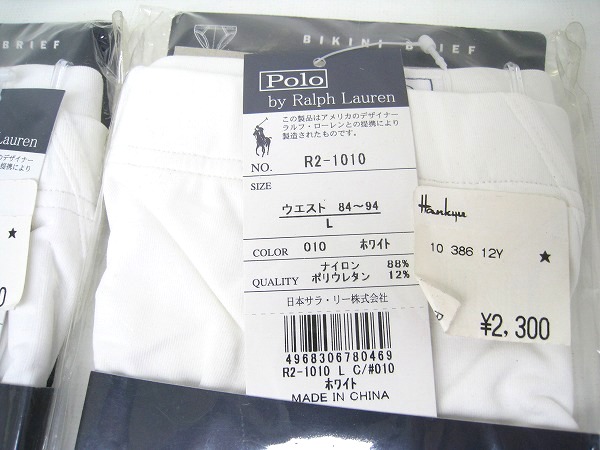 BRIEF
BIKINI BRIEF
Polo
by Ralph Lauren
この製品はアメリカのデザイナー
ラルフ・ローレンとの提携により
製造されたものです。
NO. R2-1010
SIZE
ウエスト 84〜94
L
COLOR 010 ホワイト
ナイロン 88%
QUALITY ポリウレタン 12%
日本サラ・リー株式会社
4968306780469
R2-1010 L C/#010
ホワイト
MADE IN CHINA
Hankyu
10 386 12Y ★
¥2,300
Lauren
のデザイナー
により
★
0